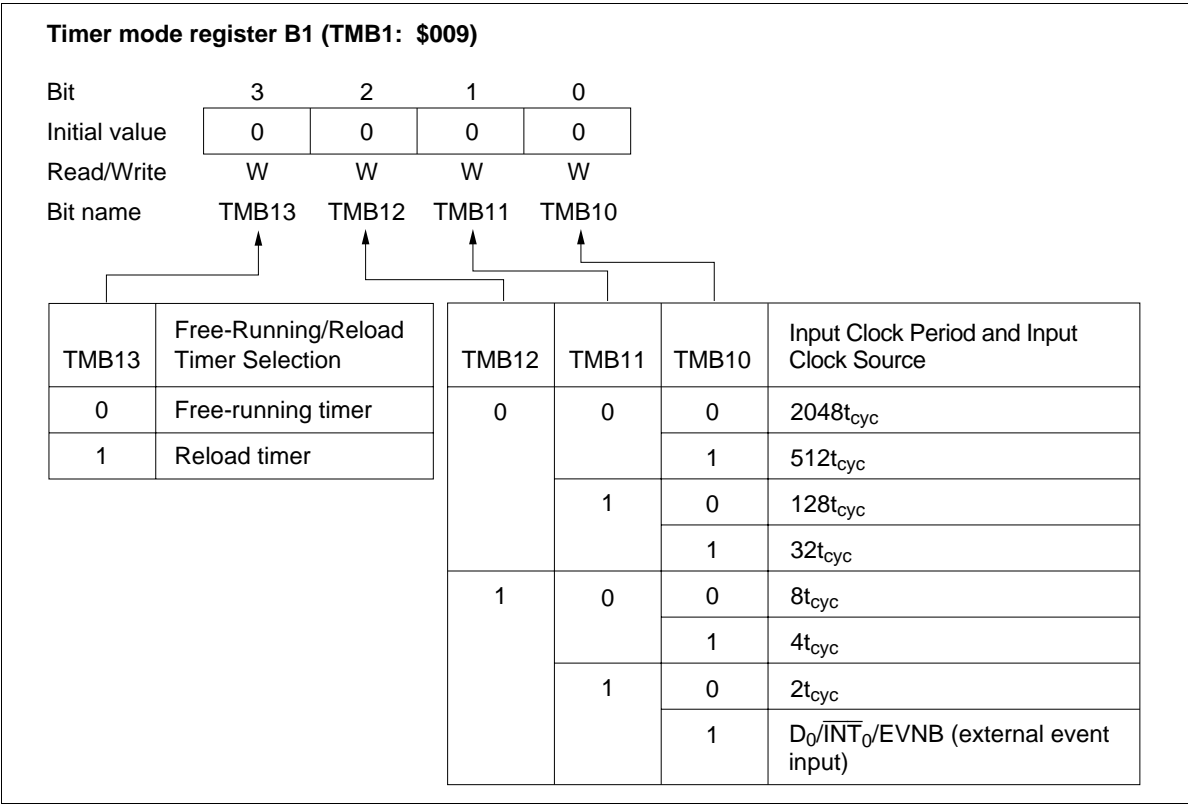 Timer mode register B1 (TMB1: $009)
Bit 3 2 1 0
Initial value 0 0 0 0
Read/Write W W W W
Bit name TMB13 TMB12 TMB11 TMB10
TMB13 Free-Running/Reload
Timer Selection
0 Free-running timer
1 Reload timer
TMB12 TMB11 TMB10 Input Clock Period and Input
Clock Source
0 0 0 2048tcyc
1 512tcyc
1 0 128tcyc
1 32tcyc
1 0 0 8tcyc
1 4tcyc
1 0 2tcyc
1 D0/I̅N̅T̅0/EVNB (external event
input)